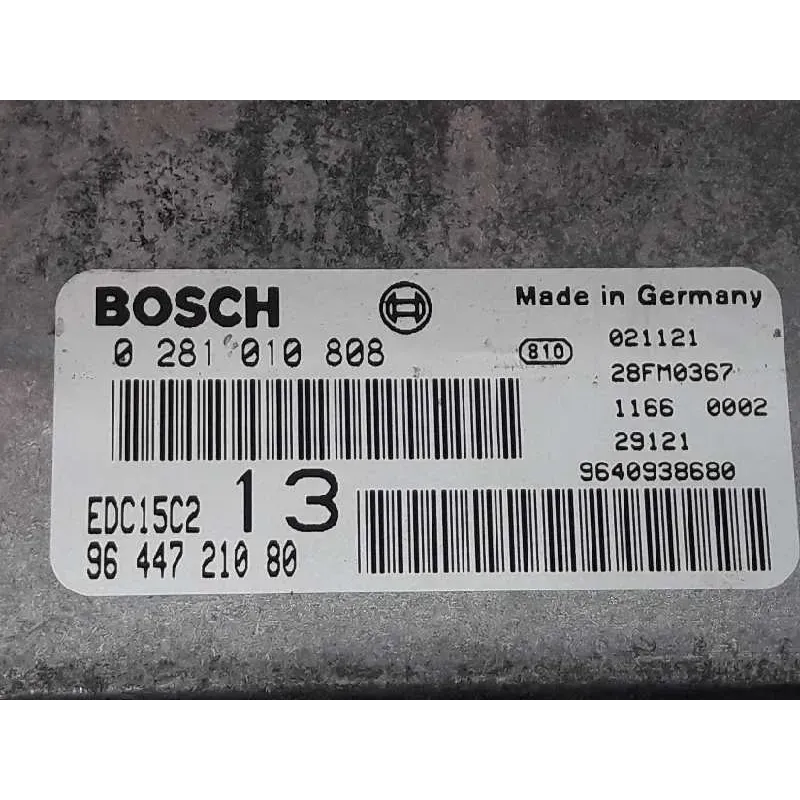 BOSCH
Made in Germany
0 281 010 808
810
021121
28FM0367
1166 0002
29121
9640938680
EDC15C2 13
96 447 210 80